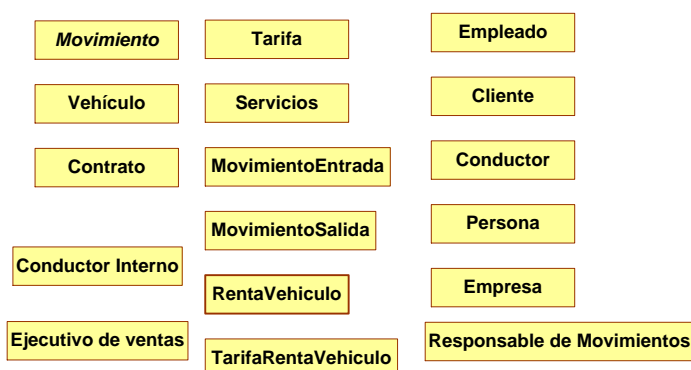 Movimiento
Tarifa
Empleado
Vehículo
Servicios
Cliente
Contrato
MovimientoEntrada
Conductor
MovimientoSalida
Persona
Conductor Interno
RentaVehiculo
Empresa
Ejecutivo de ventas
TarifaRentaVehiculo
Responsable de Movimientos